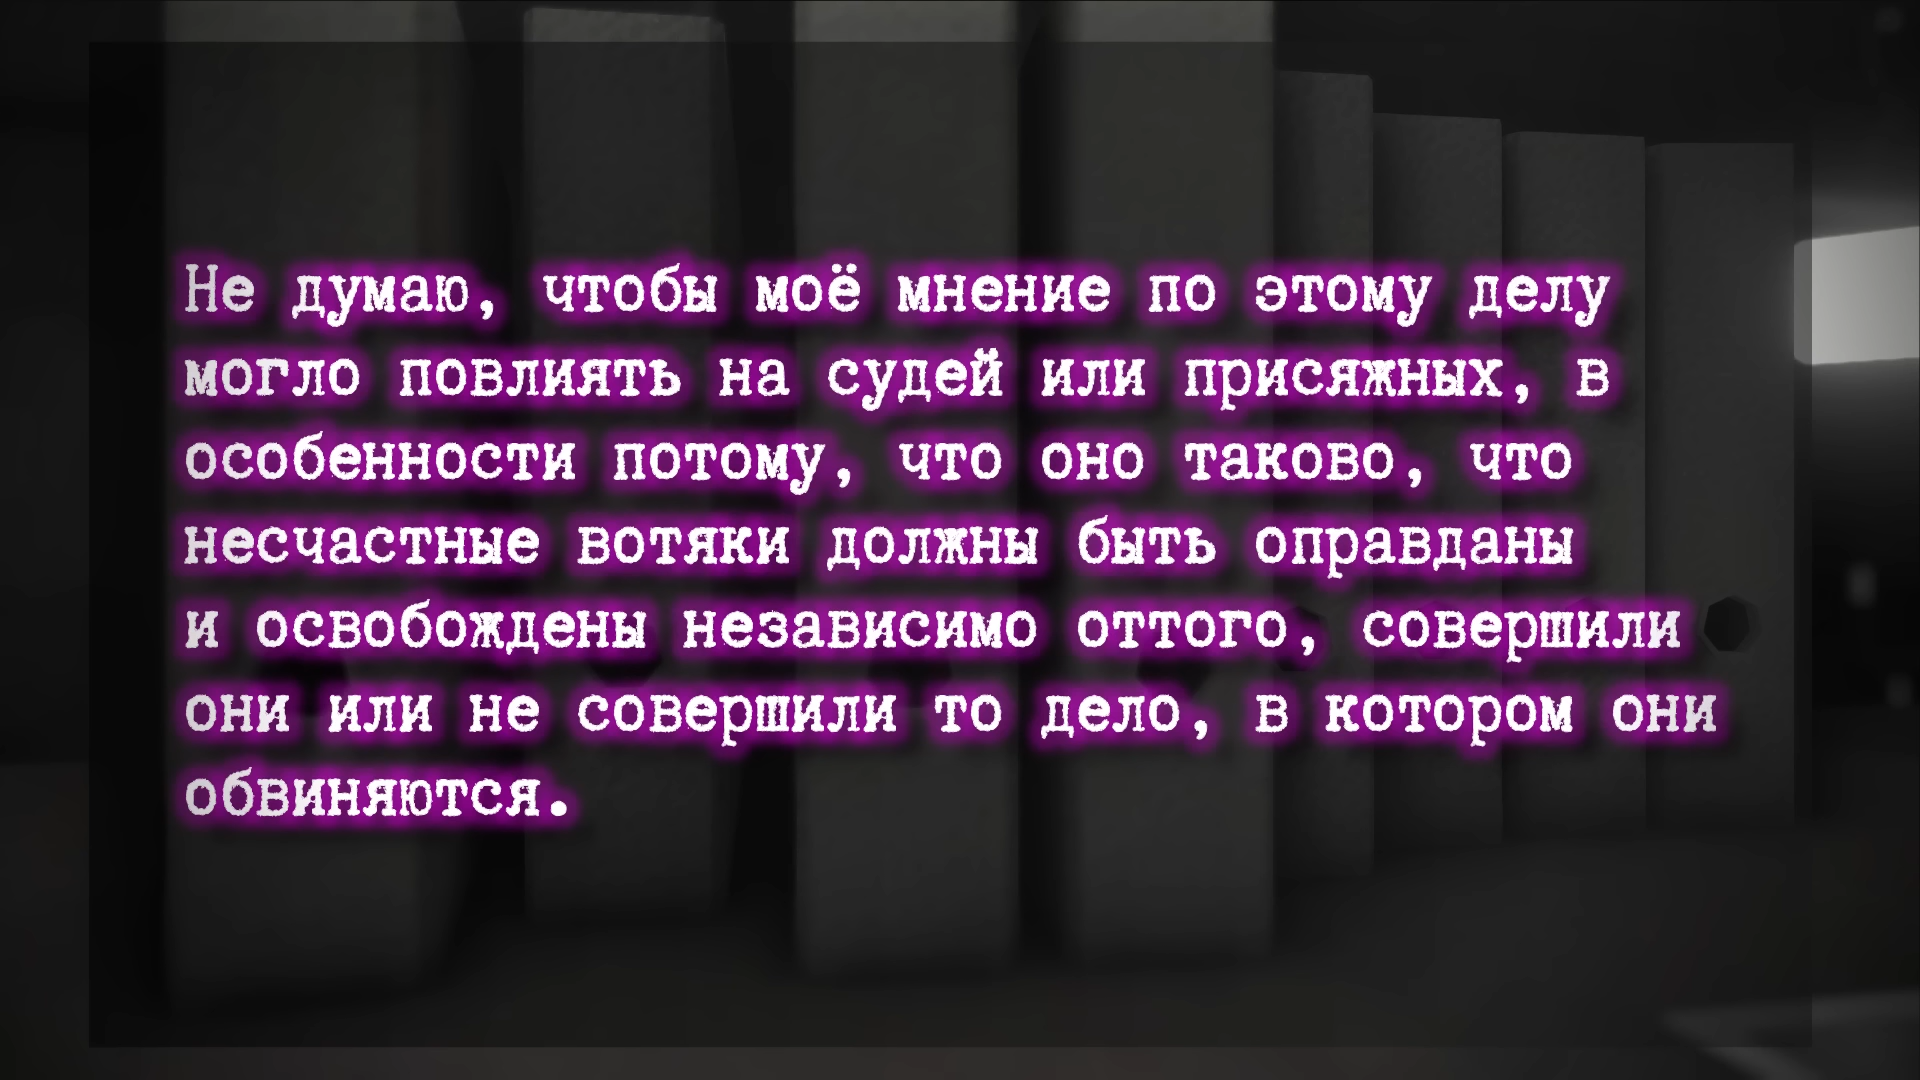 Не думаю, чтобы моё мнение по этому делу
могло повлиять на судей или присяжных, в
особенности потому, что оно таково, что
несчастные вотяки должны быть оправданы
и освобождены независимо оттого, совершили
они или не совершили то дело, в котором они
обвиняются.